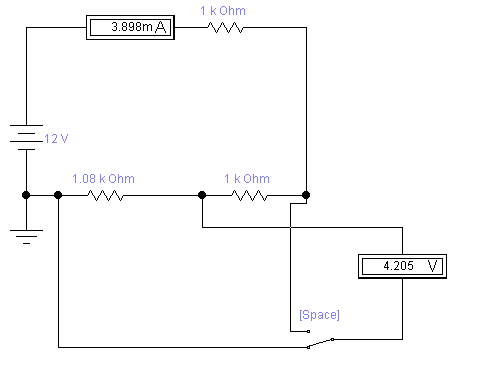 1 k Ohm
3.898m A
12 V
1.08 k Ohm
1 k Ohm
4.205 V
[Space]